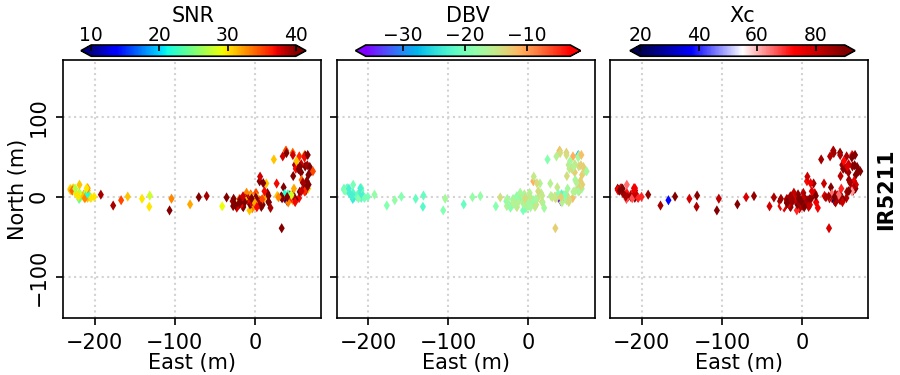 SNR DBV Xc
10 20 30 40 −30 −20 −10 20 40 60 80
North (m)
100
0
−100
−200 −100 0 −200 −100 0 −200 −100 0
East (m) East (m) East (m)
IR5211